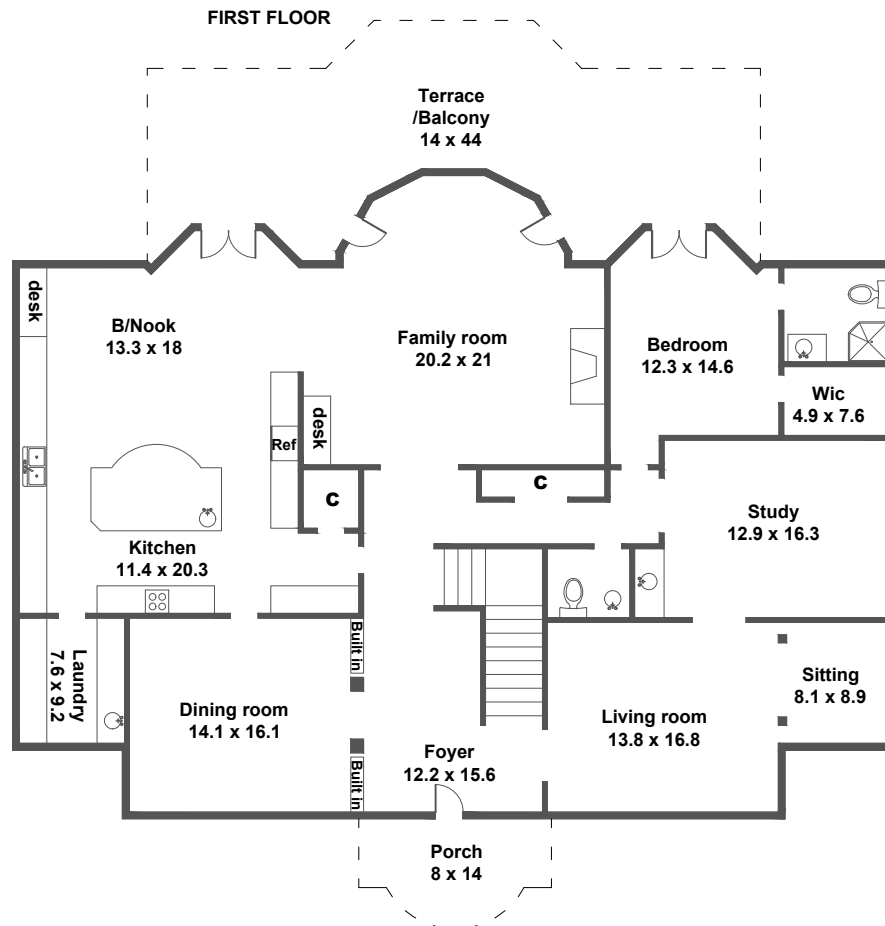 FIRST FLOOR
Terrace
/Balcony
14 x 44
desk
B/Nook
13.3 x 18
Family room
20.2 x 21
Bedroom
12.3 x 14.6
Wic
4.9 x 7.6
Ref
desk
C
C
Study
12.9 x 16.3
Kitchen
11.4 x 20.3
Laundry
7.6 x 9.2
Built in
Dining room
14.1 x 16.1
Sitting
8.1 x 8.9
Living room
13.8 x 16.8
Foyer
12.2 x 15.6
Built in
Porch
8 x 14